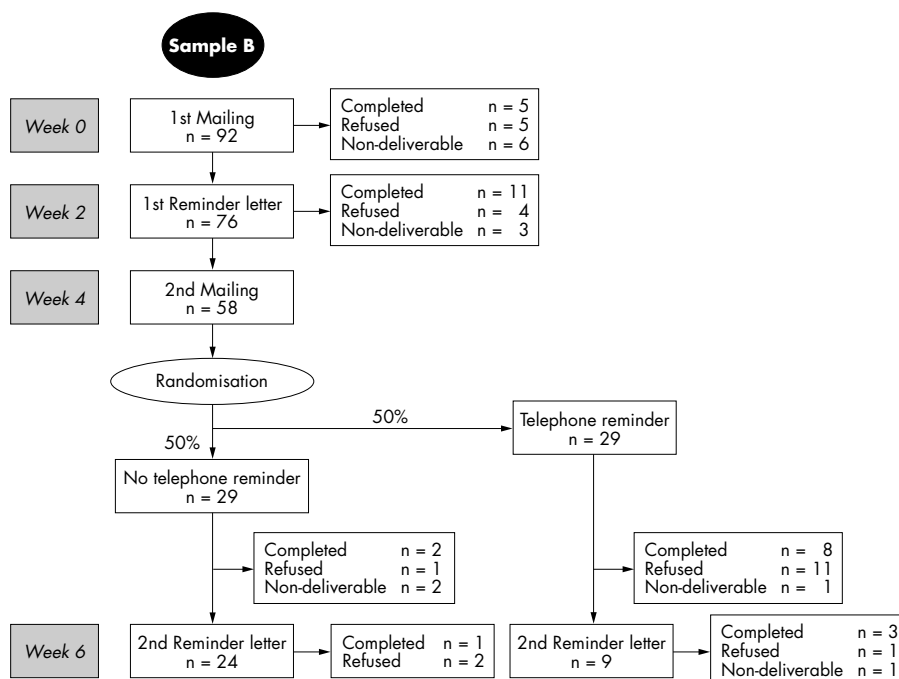 Sample B
Week 0
1st Mailing
n = 92
Completed n = 5
Refused n = 5
Non-deliverable n = 6
Week 2
1st Reminder letter
n = 76
Completed n = 11
Refused n = 4
Non-deliverable n = 3
Week 4
2nd Mailing
n = 58
Randomisation
50%
50%
Telephone reminder
n = 29
No telephone reminder
n = 29
Completed n = 2
Refused n = 1
Non-deliverable n = 2
Completed n = 8
Refused n = 11
Non-deliverable n = 1
Week 6
2nd Reminder letter
n = 24
Completed n = 1
Refused n = 2
2nd Reminder letter
n = 9
Completed n = 3
Refused n = 1
Non-deliverable n = 1